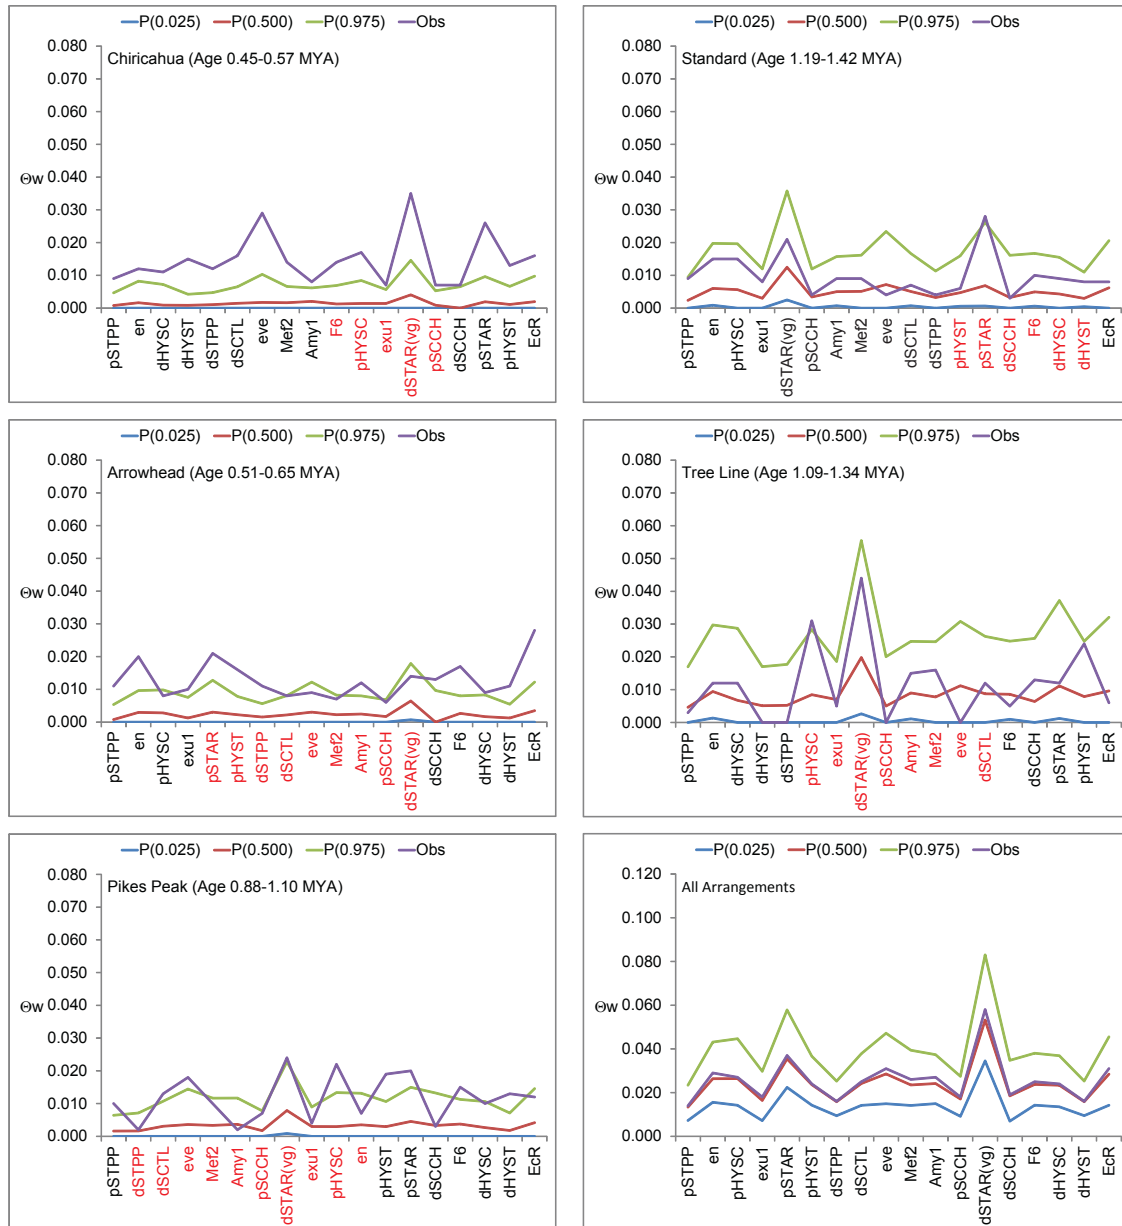 P(0.025) P(0.500) P(0.975) Obs
0.080
0.070
0.060
0.050
0.040
0.030
0.020
0.010
0.000
Chiricahua (Age 0.45-0.57 MYA)
Θw
pSTPP en dHYSC dHYST dSTPP dSCTL eve Mef2 Amy1 F6 pHYSC exu1 dSTAR(vg) pSCCH dSCCH pSTAR pHYST EcR
P(0.025) P(0.500) P(0.975) Obs
0.080
0.070
0.060
0.050
0.040
0.030
0.020
0.010
0.000
Standard (Age 1.19-1.42 MYA)
Θw
pSTPP en pHYSC exu1 dSTAR(vg) pSCCH Amy1 Mef2 eve dSCTL dSTPP pHYST pSTAR dSCCH F6 dHYSC dHYST EcR
P(0.025) P(0.500) P(0.975) Obs
0.080
0.070
0.060
0.050
0.040
0.030
0.020
0.010
0.000
Arrowhead (Age 0.51-0.65 MYA)
Θw
pSTPP en pHYSC exu1 pSTAR pHYST dSTPP dSCTL eve Mef2 Amy1 pSCCH dSTAR(vg) dSCCH F6 dHYSC dHYST EcR
P(0.025) P(0.500) P(0.975) Obs
0.080
0.070
0.060
0.050
0.040
0.030
0.020
0.010
0.000
Tree Line (Age 1.09-1.34 MYA)
Θw
pSTPP en dHYSC dHYST dSTPP pHYSC exu1 dSTAR(vg) pSCCH Amy1 Mef2 eve dSCTL F6 dSCCH pSTAR pHYST EcR
P(0.025) P(0.500) P(0.975) Obs
0.080
0.070
0.060
0.050
0.040
0.030
0.020
0.010
0.000
Pikes Peak (Age 0.88-1.10 MYA)
Θw
pSTPP dSTPP dSCTL eve Mef2 Amy1 pSCCH dSTAR(vg) exu1 pHYSC en pHYST pSTAR dSCCH F6 dHYSC dHYST EcR
P(0.025) P(0.500) P(0.975) Obs
0.120
0.100
0.080
0.060
0.040
0.020
0.000
All Arrangements
Θw
pSTPP en pHYSC exu1 pSTAR pHYST dSTPP dSCTL eve Mef2 Amy1 pSCCH dSTAR(vg) dSCCH F6 dHYSC dHYST EcR